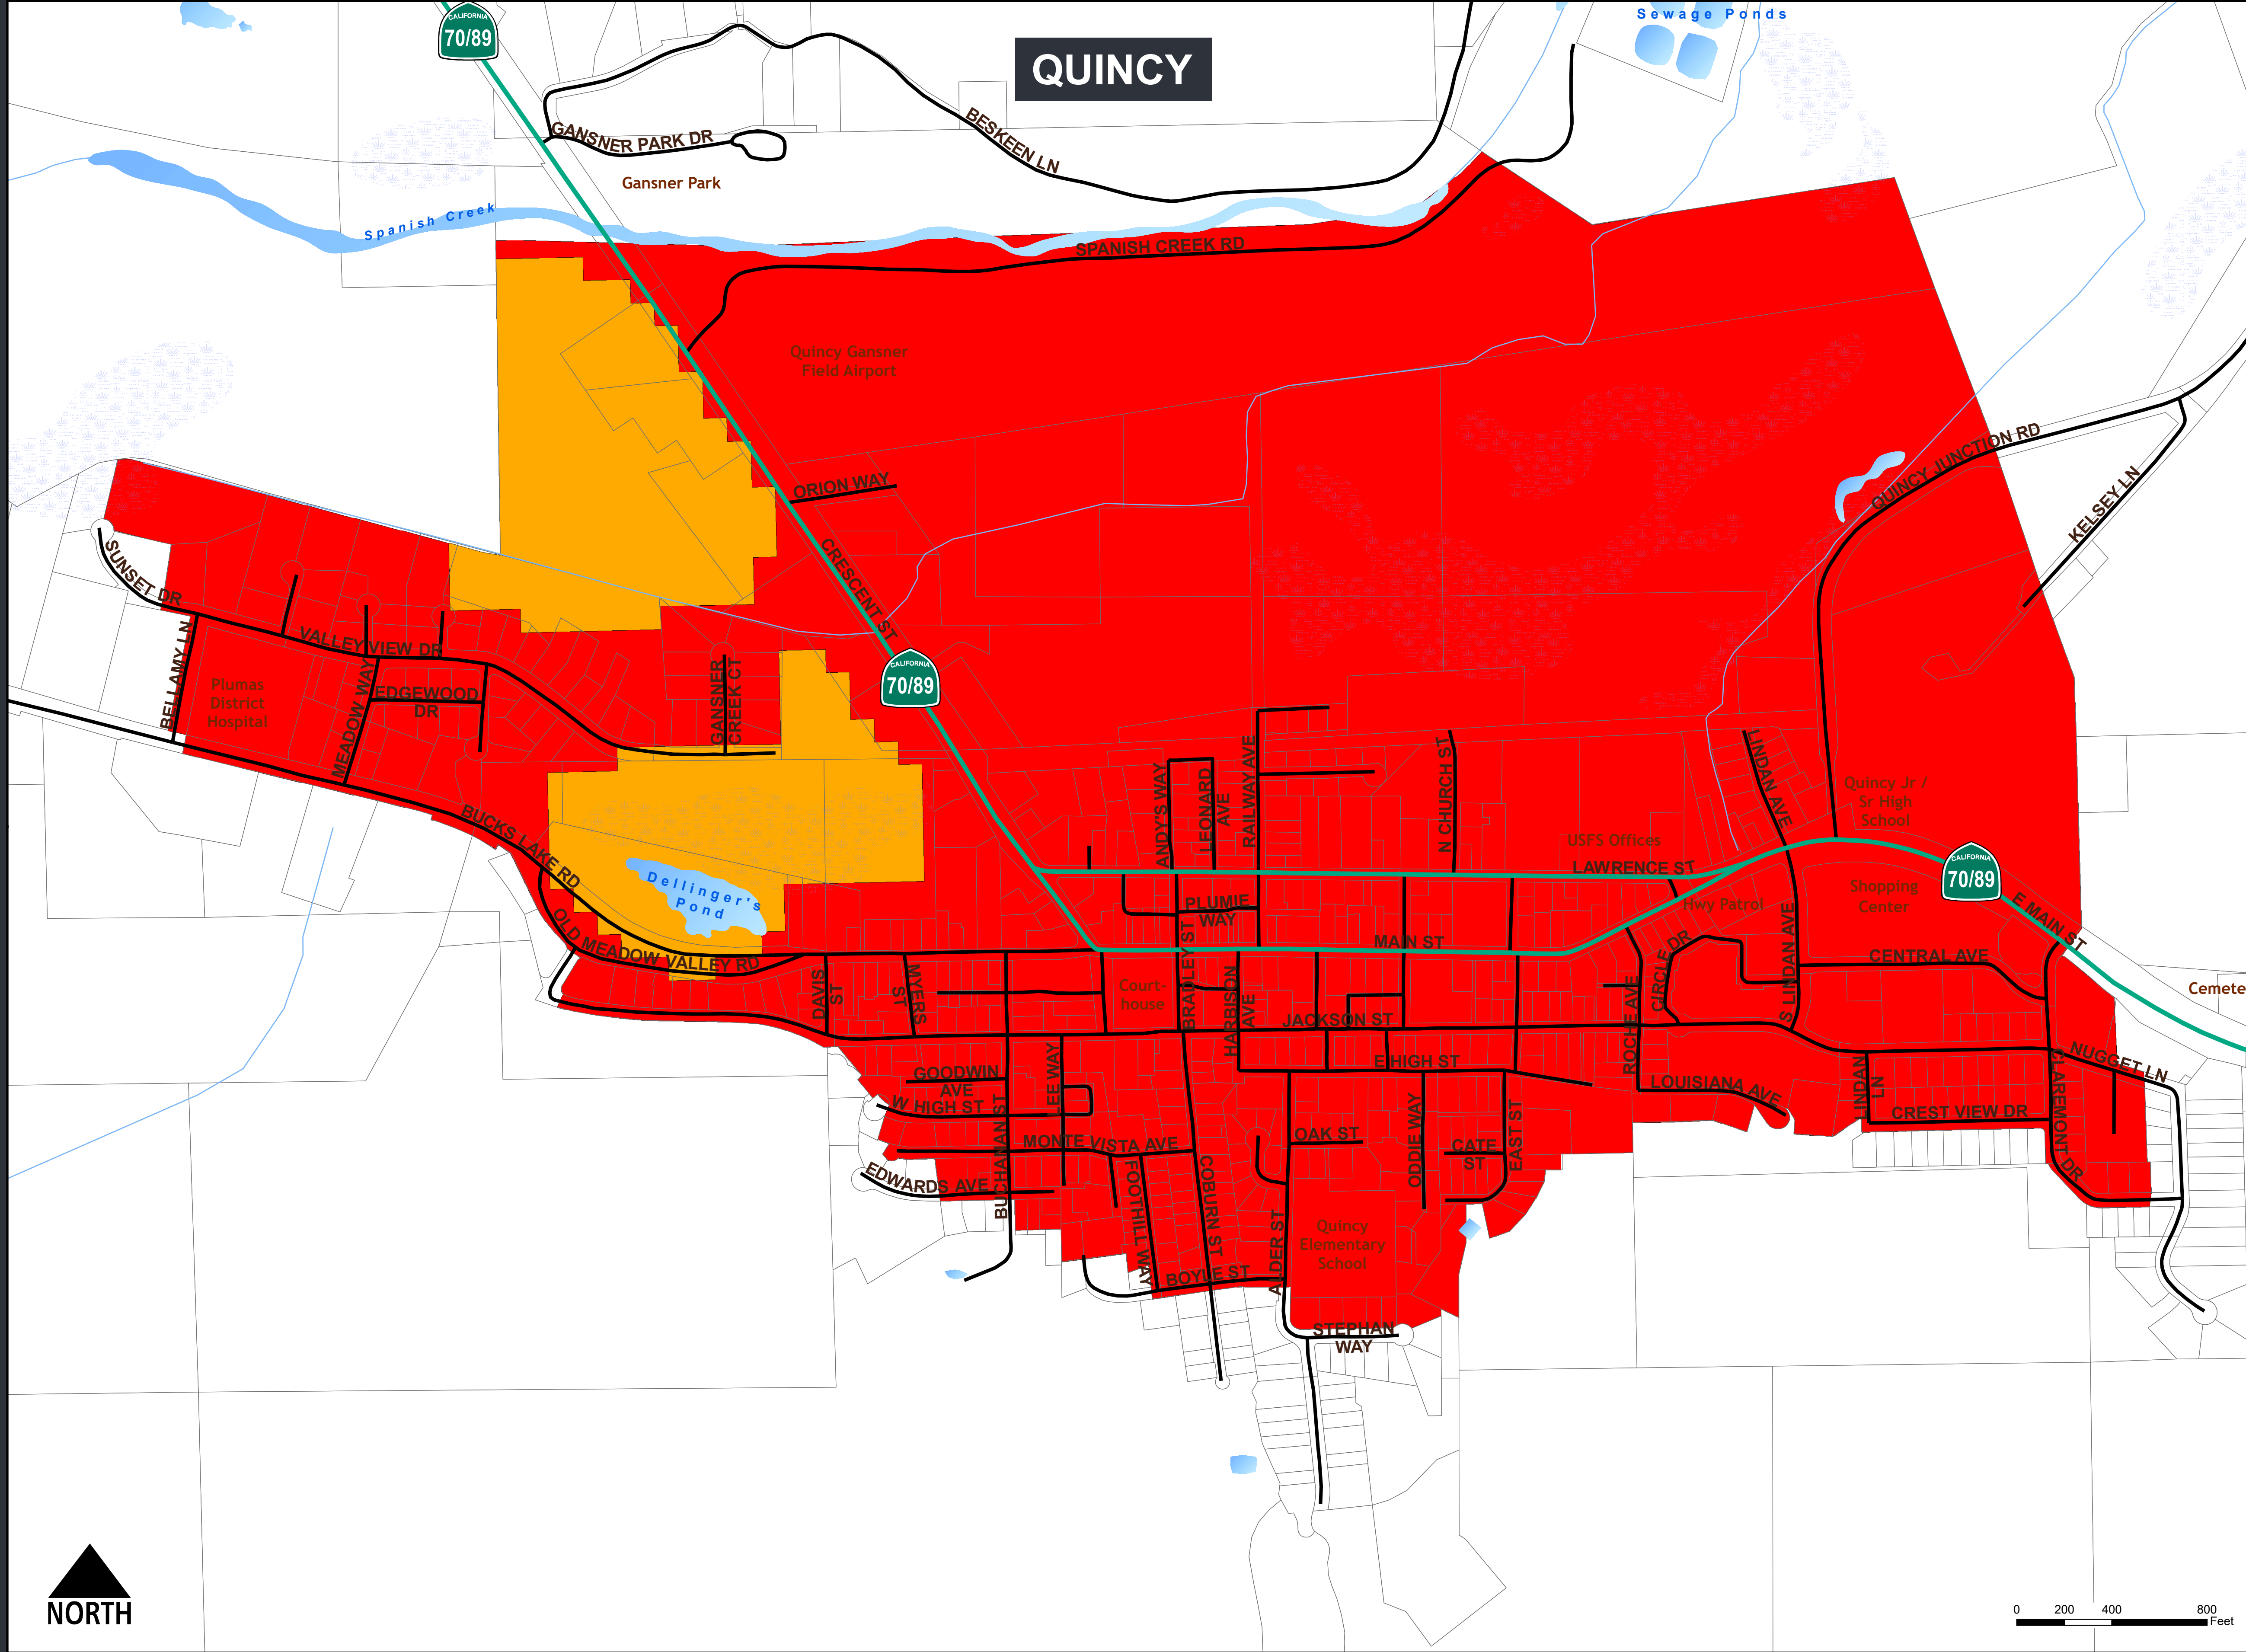 CALIFORNIA
70/89
QUINCY
Sewage Ponds
GANSNER PARK DR
BESKEEN LN
Gansner Park
Spanish Creek
SPANISH CREEK RD
Quincy Gansner
Field Airport
QUINCY JUNCTION RD
KELSEY LN
ORION WAY
CRESCENT ST
SUNSET DR
VALLEY VIEW DR
BELLAMY LN
Plumas
District
Hospital
MEADOW WAY
EDGEWOOD
DR
GANSNER
CREEK CT
CALIFORNIA
70/89
BUCKS LAKE RD
ANDY'S WAY
LEONARD
AVE
RAILWAY AVE
N CHURCH ST
LINDAN AVE
Quincy Jr /
Sr High
School
USFS Offices
LAWRENCE ST
CALIFORNIA
70/89
Shopping
Center
Hwy Patrol
Dellinger's
Pond
OLD MEADOW VALLEY RD
PLUMIE
WAY
MAIN ST
E MAIN ST
CENTRAL AVE
S LINDAN AVE
CIRCLE DR
ROCHE AVE
Cemete
DAVIS
ST
MYERS
ST
Court-
house
BRADLEY ST
HARBISON
AVE
JACKSON ST
E HIGH ST
NUGGET LN
GOODWIN
AVE
W HIGH ST
LEE WAY
LOUISIANA AVE
LINDAN
LN
CREST VIEW DR
CLAREMONT DR
BUCHANAN ST
MONTE VISTA AVE
OAK ST
ODDIE WAY
CATE
ST
EAST ST
EDWARDS AVE
FOOTHILL WAY
COBURN ST
ALDER ST
Quincy
Elementary
School
BOYLE ST
STEPHAN
WAY
NORTH
0 200 400 800
Feet